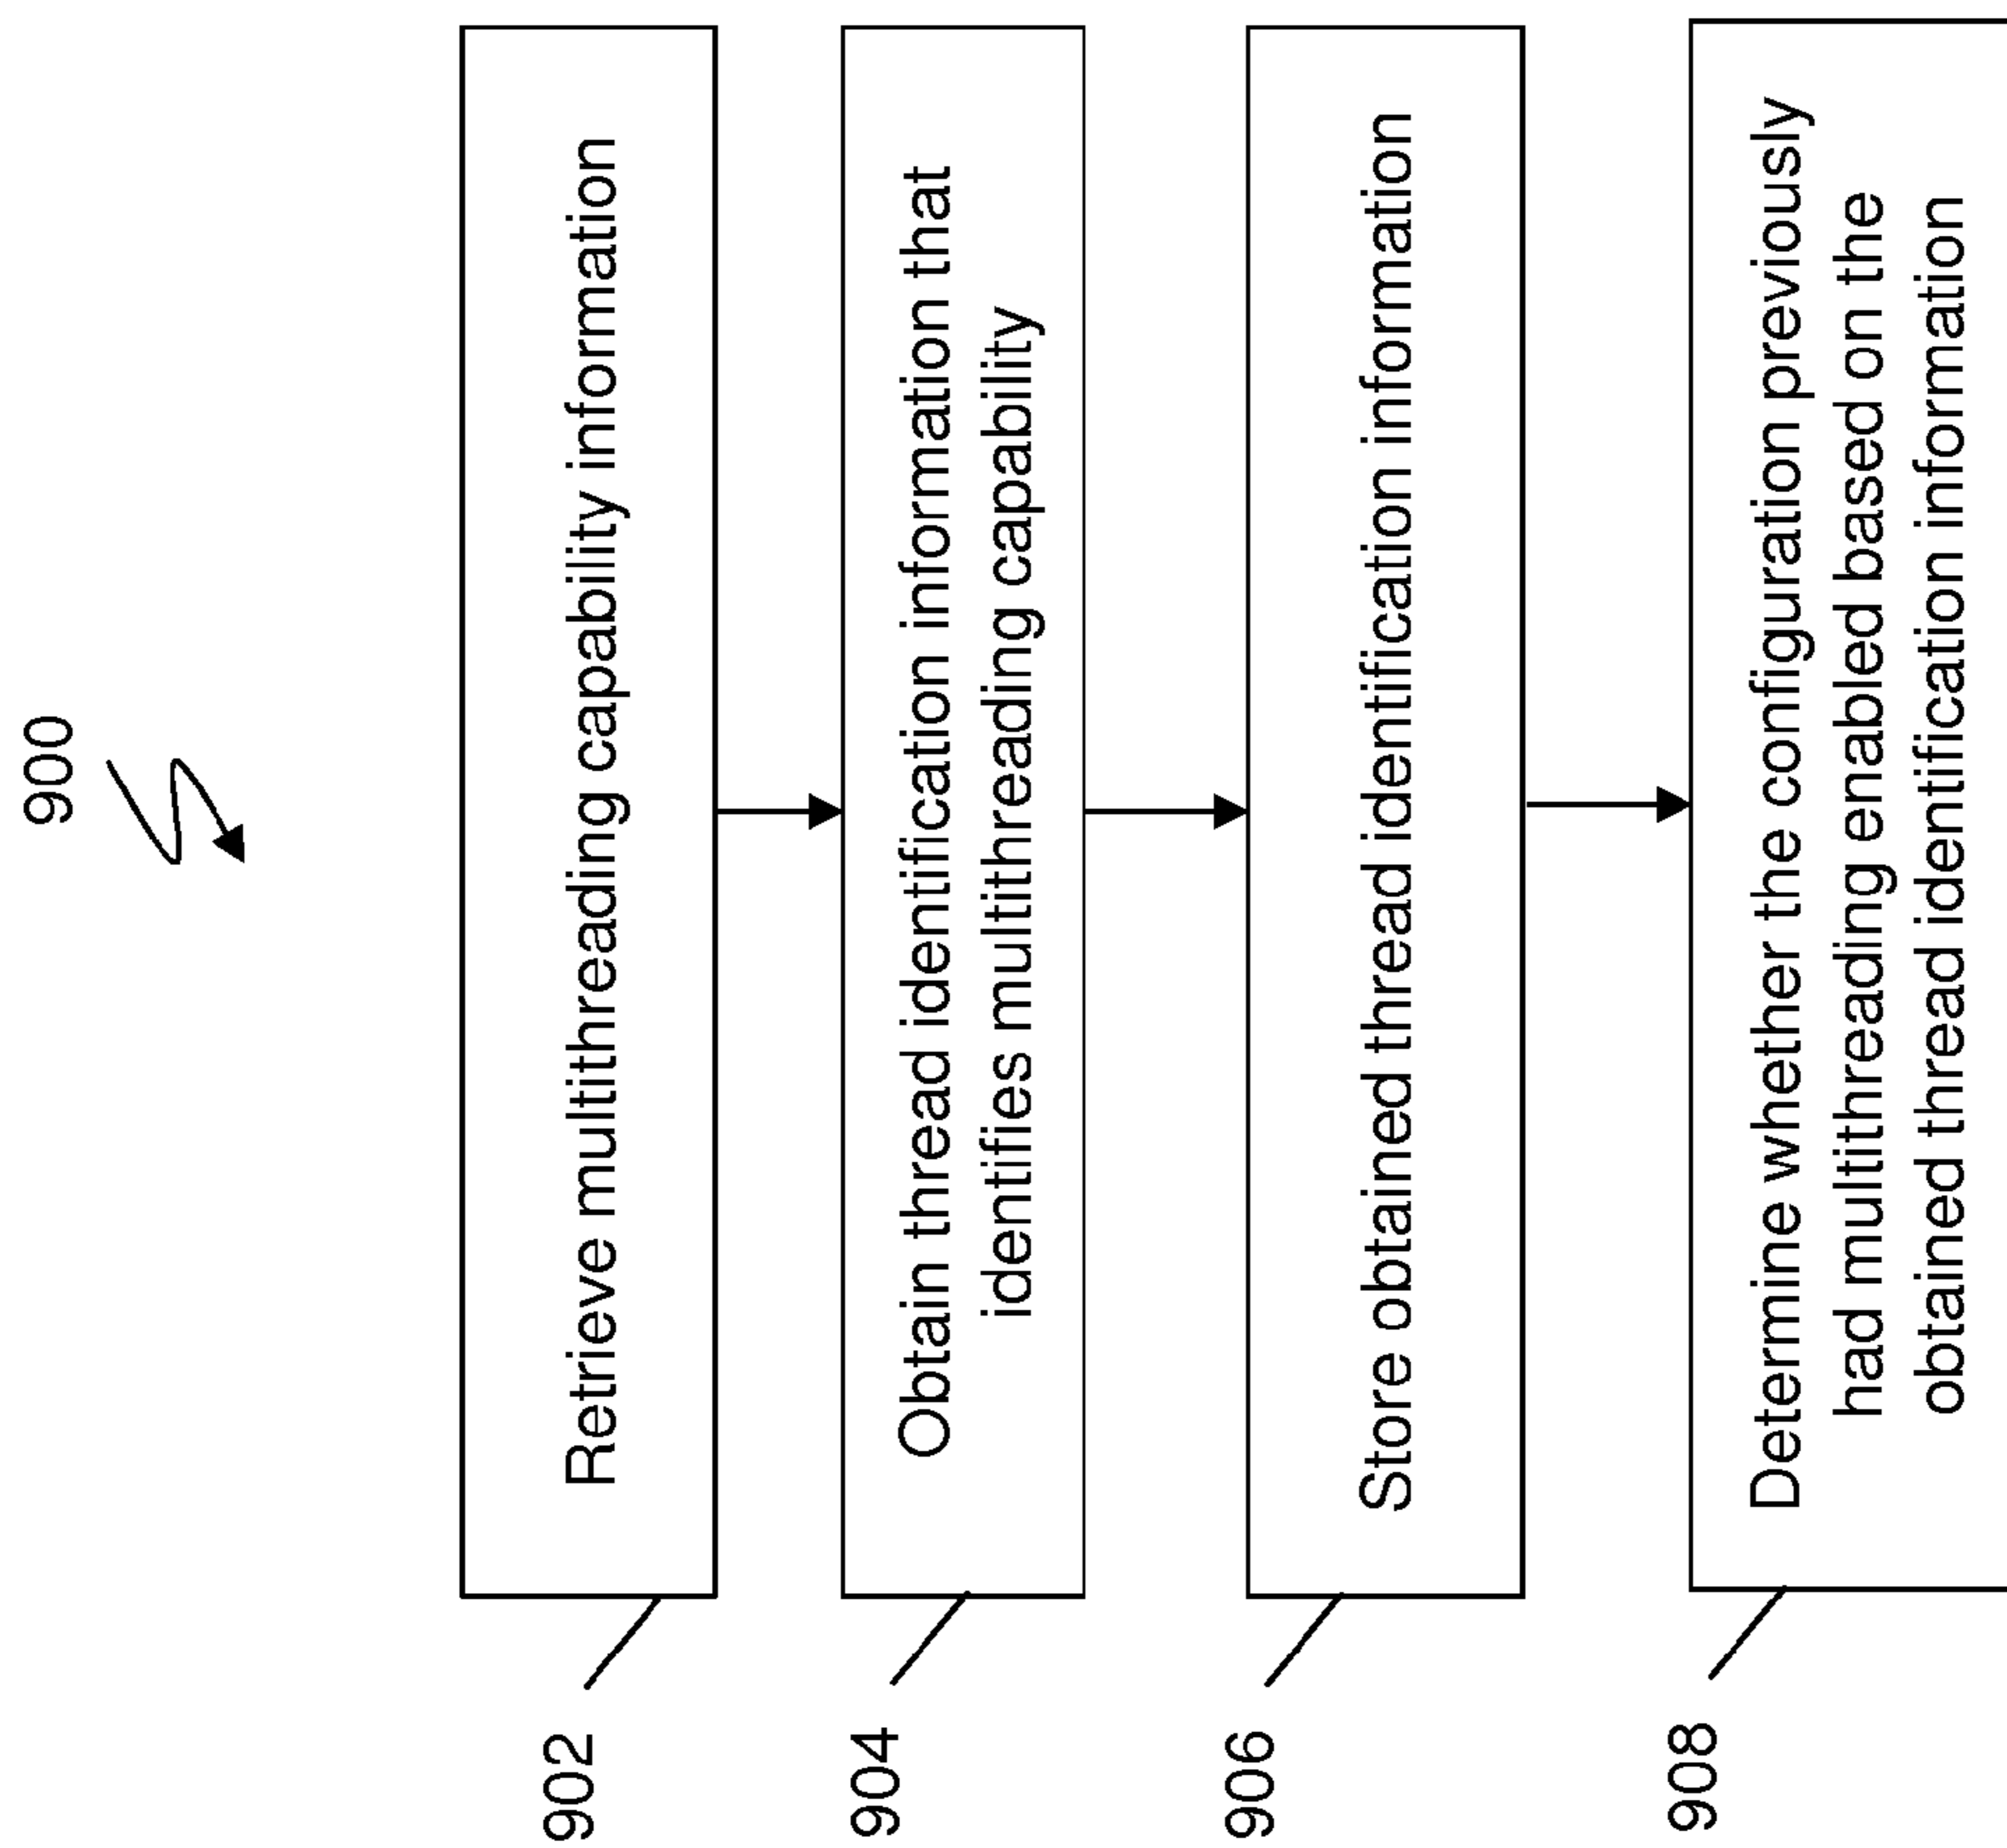 900
902
Retrieve multithreading capability information
904
Obtain thread identification information that
identifies multithreading capability
906
Store obtained thread identification information
908
Determine whether the configuration previously
had multithreading enabled based on the
obtained thread identification information